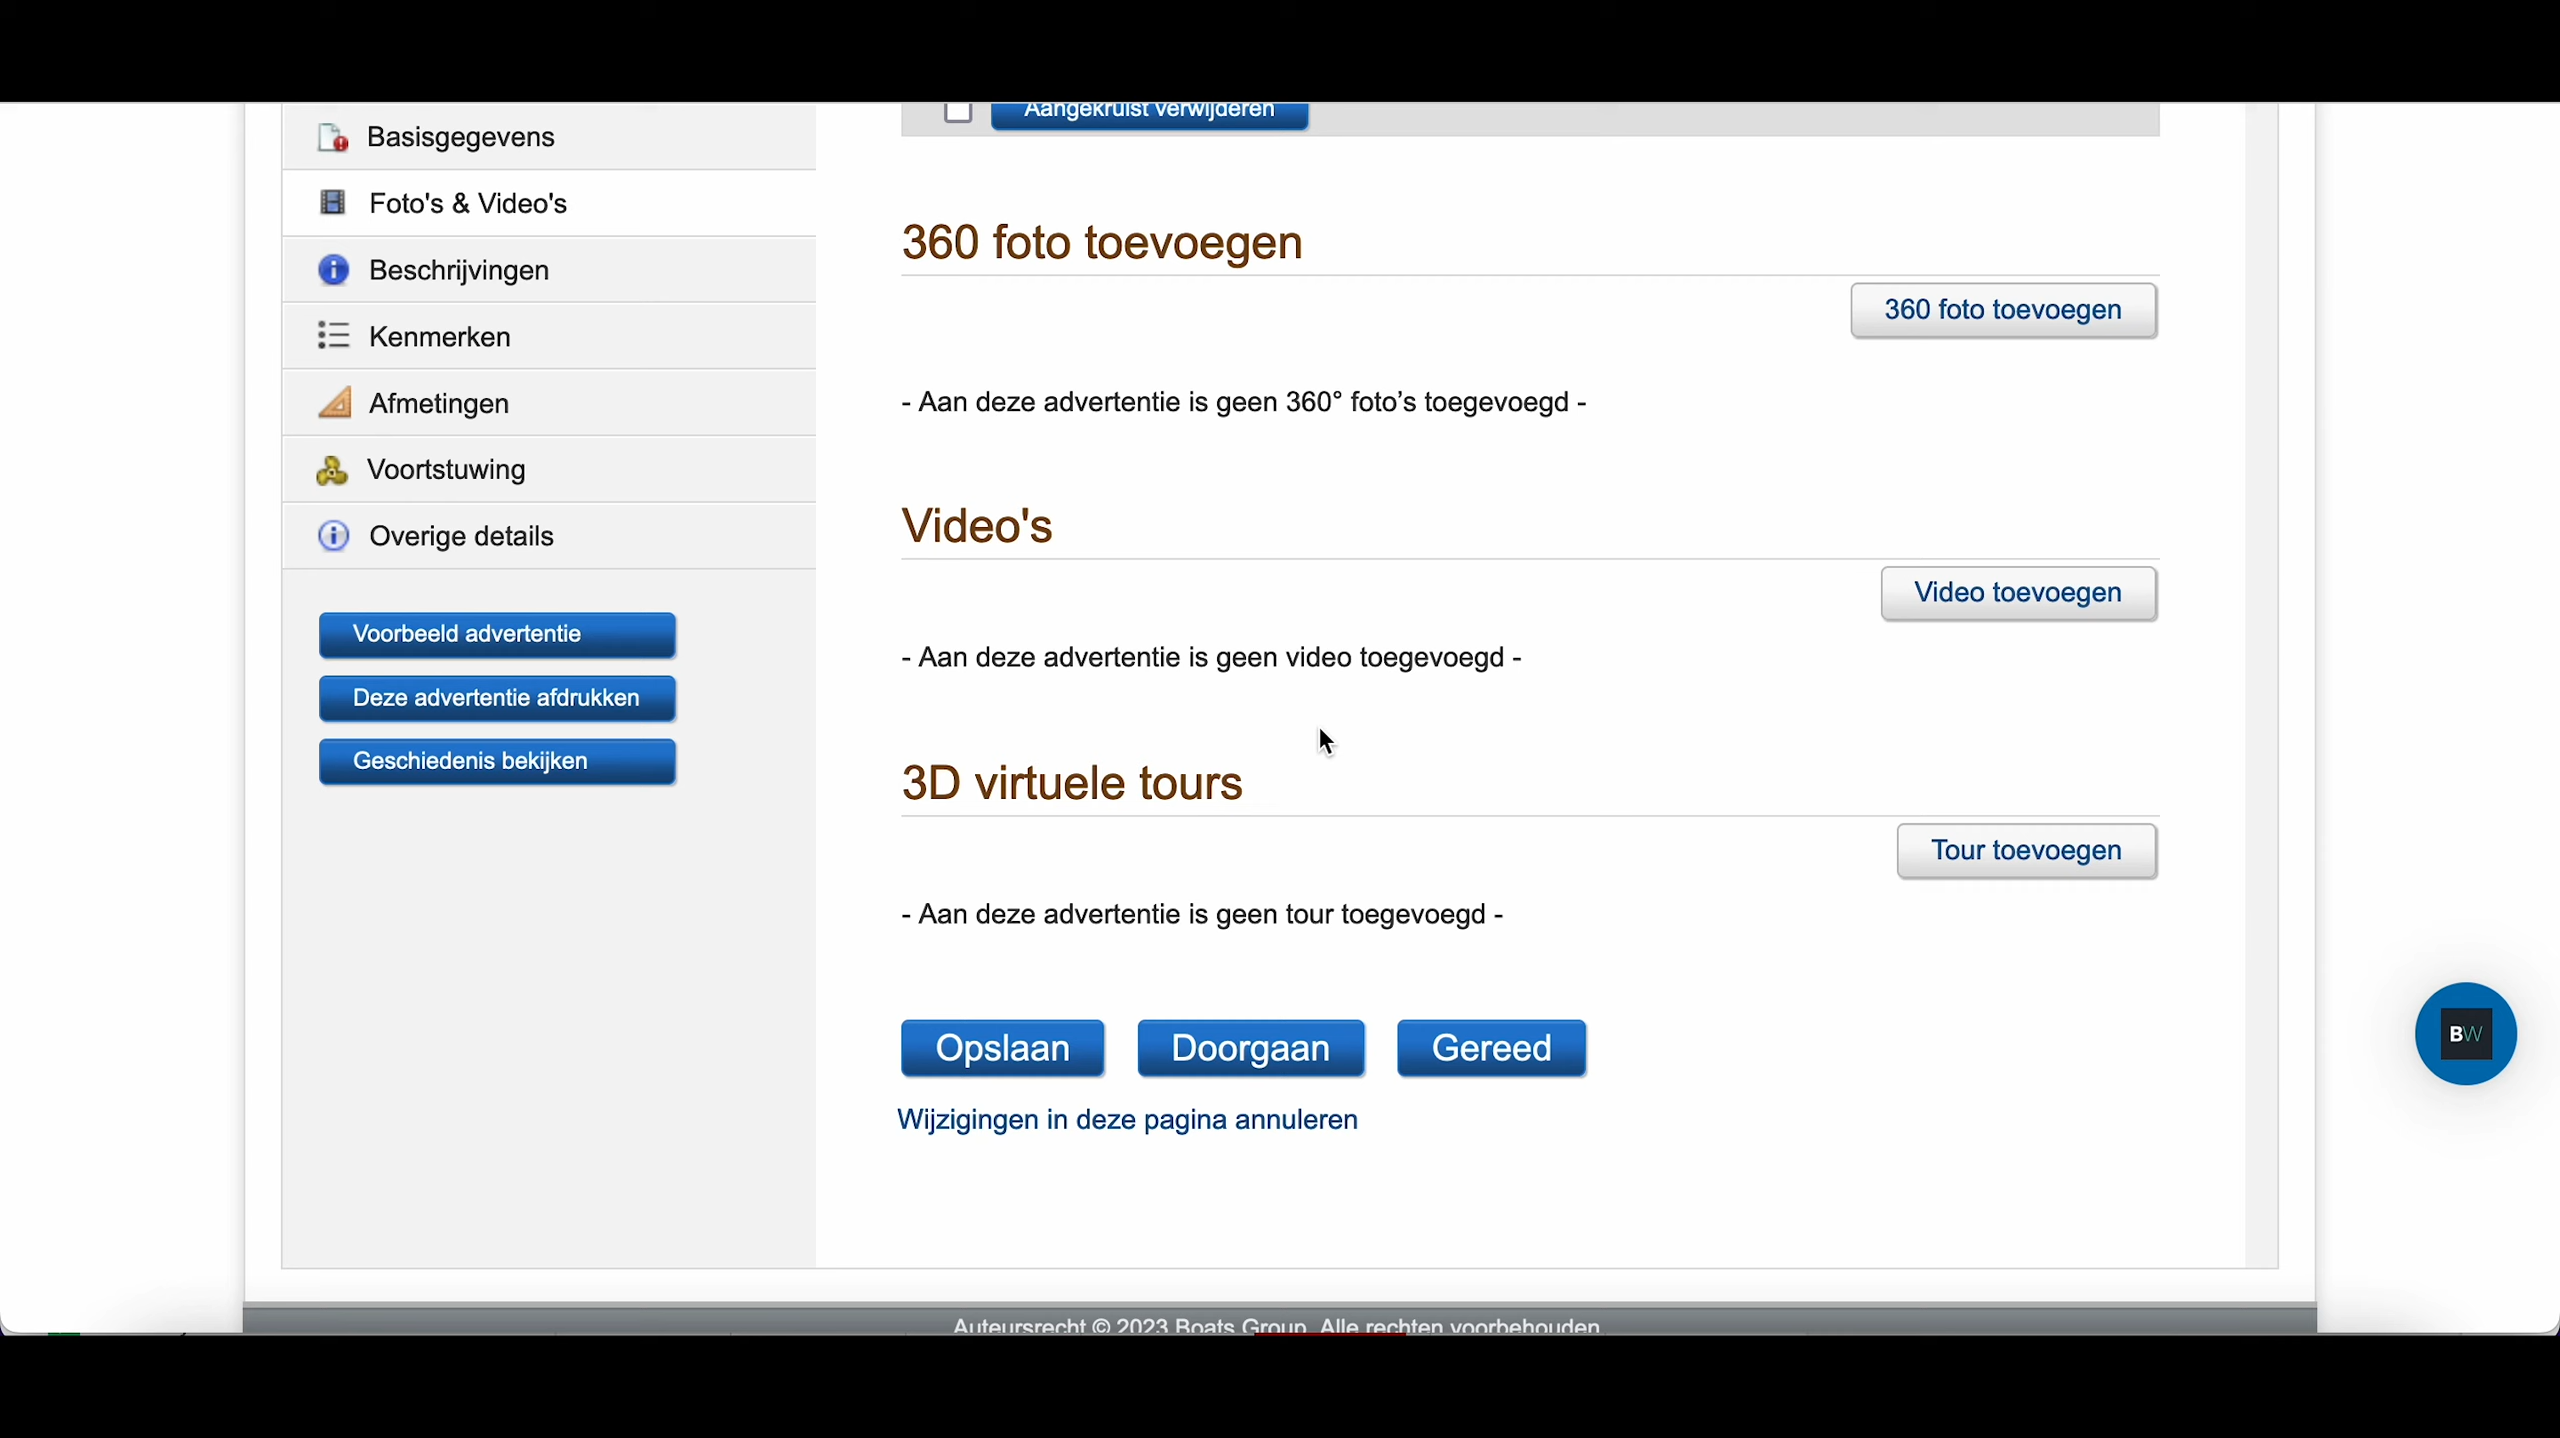 Aangekruist verwijderen
Basisgegevens
Foto's & Video's
Beschrijvingen
Kenmerken
Afmetingen
Voortstuwing
Overige details
Voorbeeld advertentie
Deze advertentie afdrukken
Geschiedenis bekijken
360 foto toevoegen
360 foto toevoegen
- Aan deze advertentie is geen 360° foto’s toegevoegd -
Video's
Video toevoegen
- Aan deze advertentie is geen video toegevoegd -
3D virtuele tours
Tour toevoegen
- Aan deze advertentie is geen tour toegevoegd -
Opslaan Doorgaan Gereed
Wijzigingen in deze pagina annuleren
BW
Auteursrecht © 2023 Boats Group. Alle rechten voorbehouden.